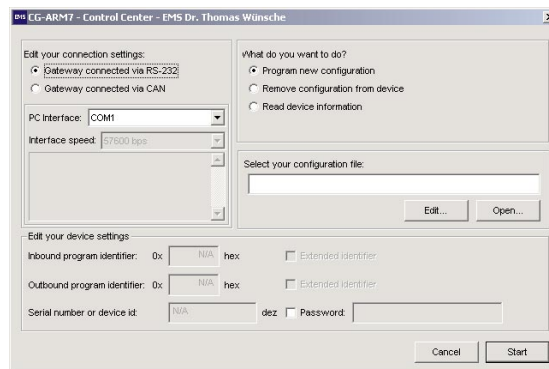 EMS CG-ARM7 - Control Center - EMS Dr. Thomas Wünsche
Edit your connection settings:
Gateway connected via RS-232
Gateway connected via CAN
PC Interface: COM1
Interface speed: 57600 bps
What do you want to do?
Program new configuration
Remove configuration from device
Read device information
Select your configuration file:
Edit... Open...
Edit your device settings
Inbound program identifier: 0x N/A hex Extended identifier
Outbound program identifier: 0x N/A hex Extended identifier
Serial number or device id: N/A dez Password:
Cancel Start